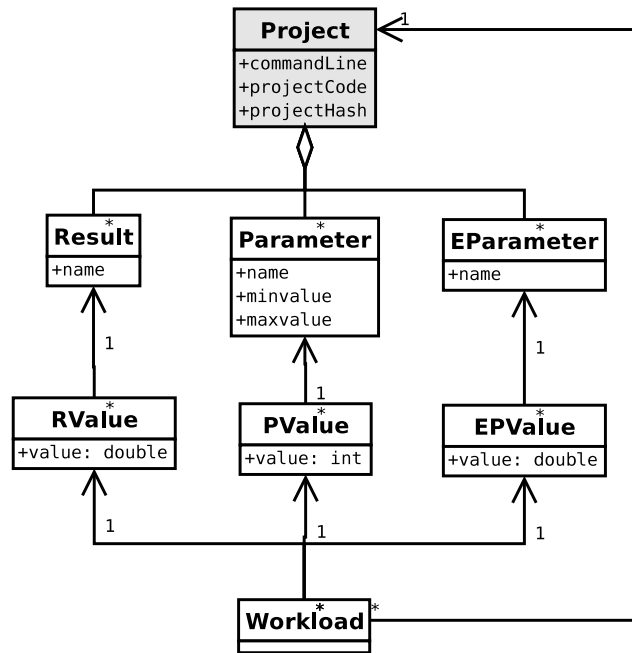 1
Project
+commandLine
+projectCode
+projectHash
*
*
*
Result
Parameter
EParameter
+name
+name
+name
+minvalue
+maxvalue
1
1
1
*
*
*
RValue
PValue
EPValue
+value: double
+value: int
+value: double
1
1
1
*
*
Workload